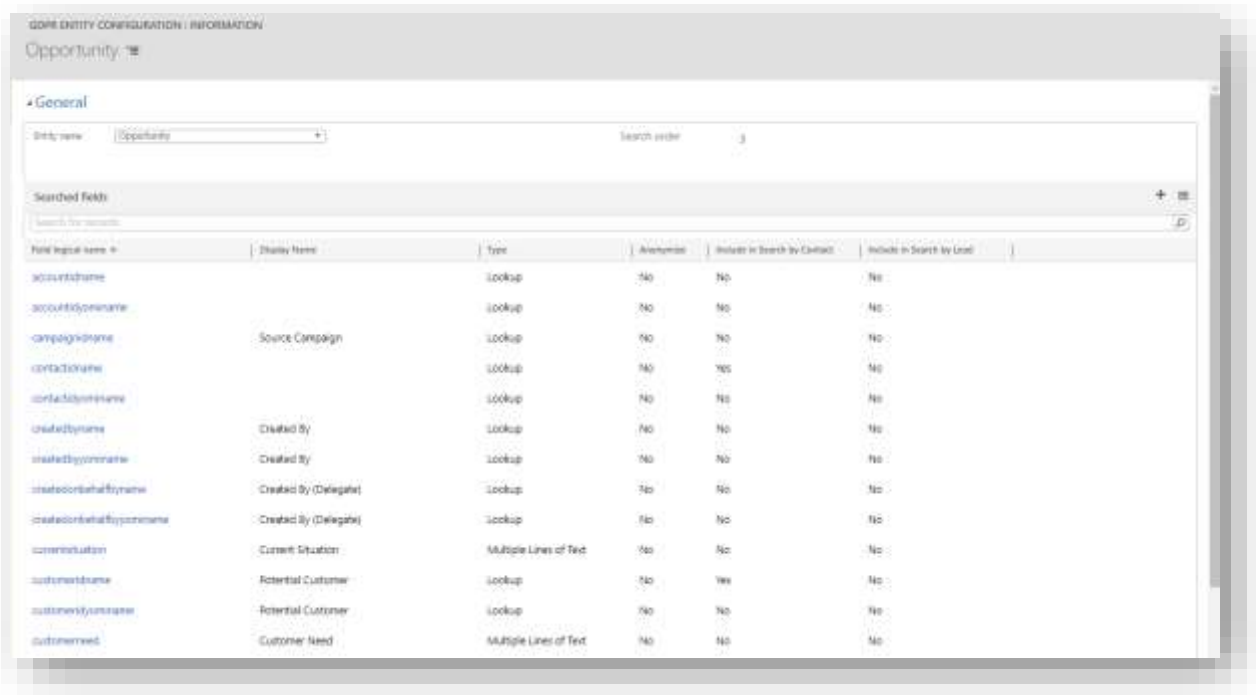 GDPR ENTITY CONFIGURATION : INFORMATION
Opportunity
General
Entity name Opportunity Search order 3
Searched Fields
Search for records
Field logical name Display Name Type Anonymize Include in Search by Contact Include in Search by Lead
accountidname Lookup No No No
accountidyominame Lookup No No No
campaignidname Source Campaign Lookup No No No
contactidname Lookup No Yes No
contactidyominame Lookup No No No
createdbyname Created By Lookup No No No
createdbyyominame Created By Lookup No No No
createdonbehalfbyname Created By (Delegate) Lookup No No No
createdonbehalfbyyominame Created By (Delegate) Lookup No No No
currentsituation Current Situation Multiple Lines of Text No No No
customeridname Potential Customer Lookup No Yes No
customeridyominame Potential Customer Lookup No No No
customerneed Customer Need Multiple Lines of Text No No No